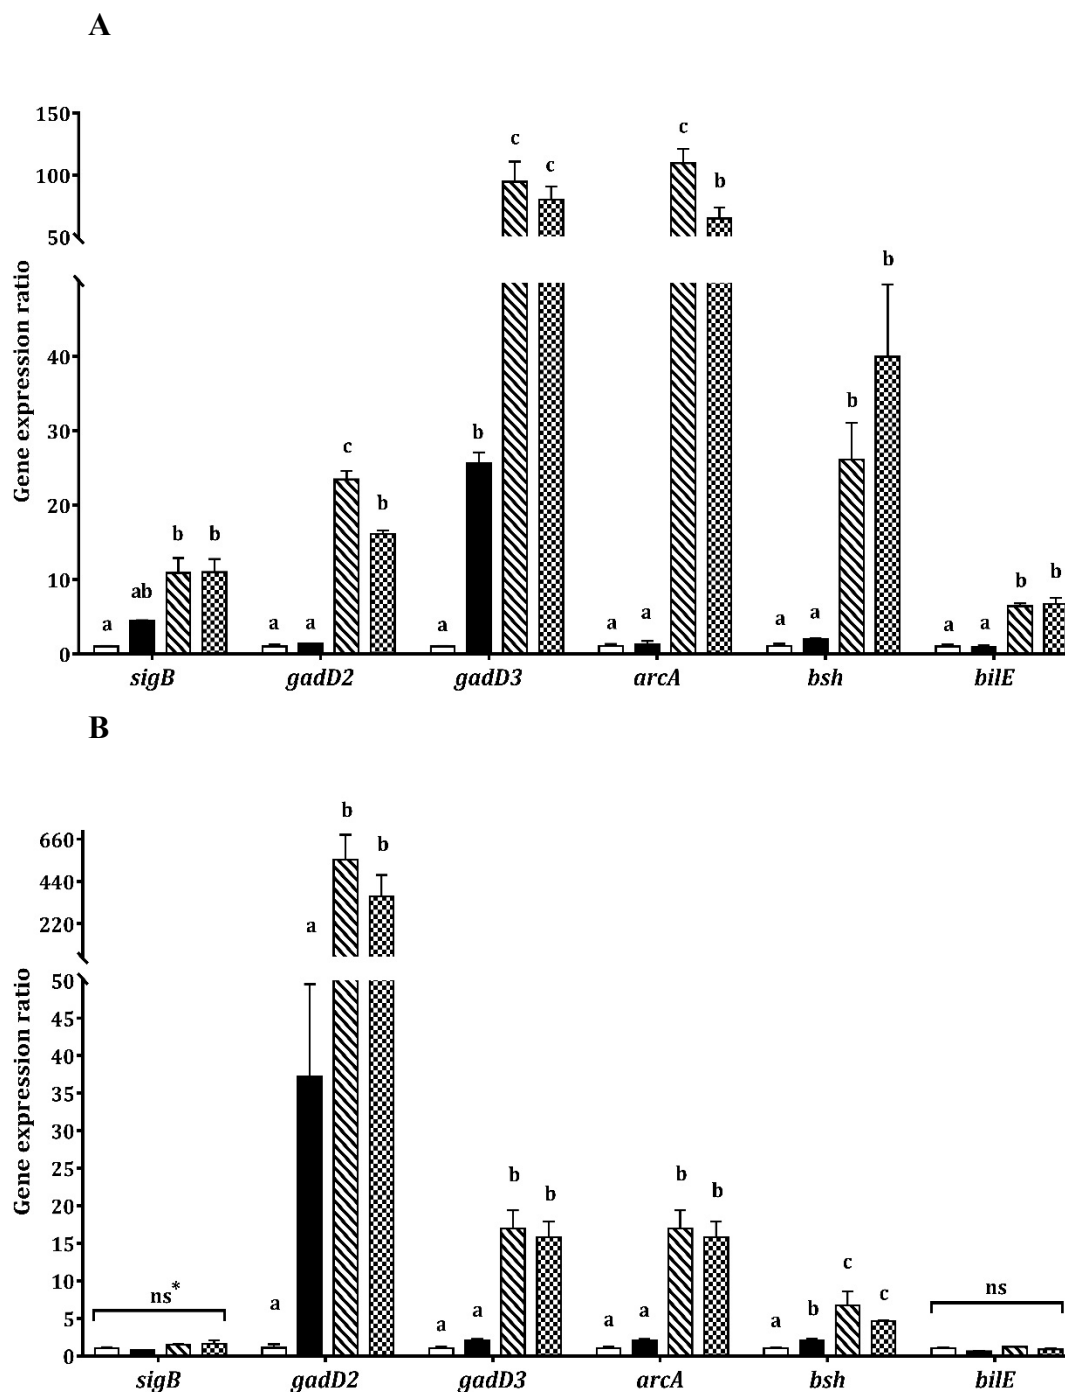 A
150
100
50
40
30
20
10
0
Gene expression ratio
a ab b b
a a c b
a b c c
a a c b
a a b b
a a b b
sigB gadD2 gadD3 arcA bsh bilE
B
660
440
220
50
45
40
35
30
25
20
15
10
5
0
Gene expression ratio
ns*
a a b b
a a b b
a a b b
a b c c
ns
sigB gadD2 gadD3 arcA bsh bilE